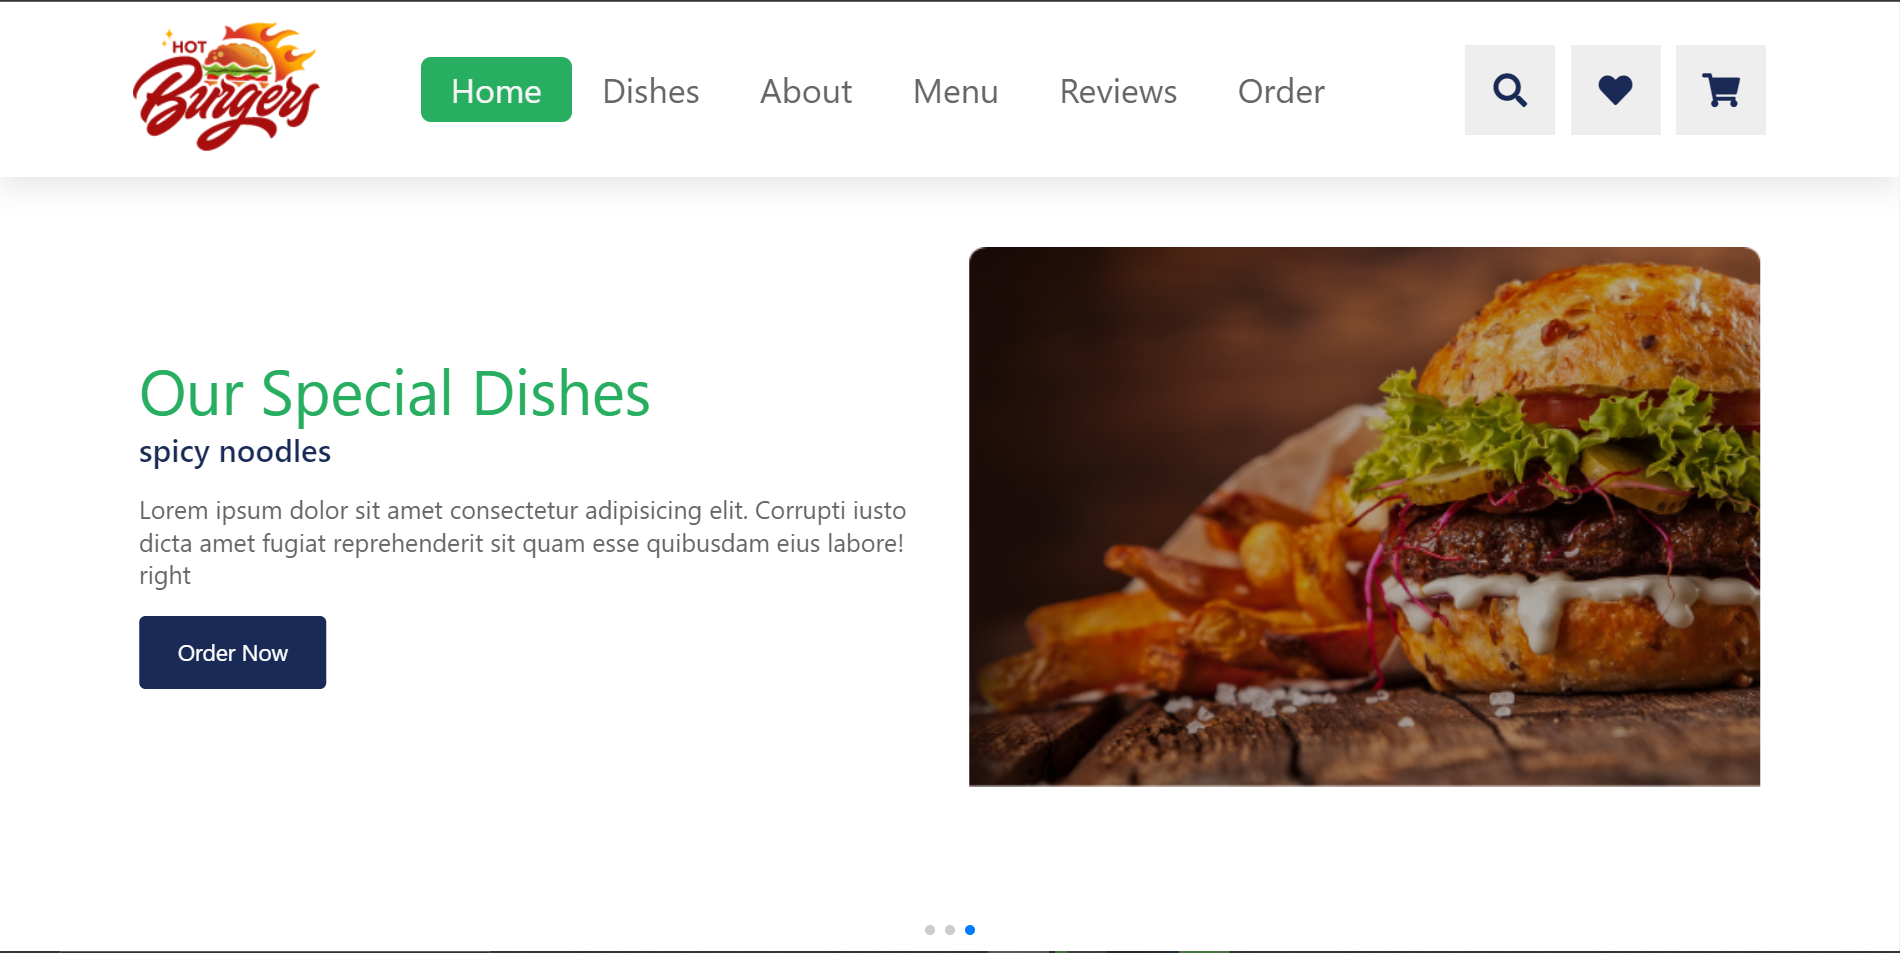 HOT
Burgers
Home Dishes About Menu Reviews Order
Our Special Dishes
spicy noodles
Lorem ipsum dolor sit amet consectetur adipisicing elit. Corrupti iusto
dicta amet fugiat reprehenderit sit quam esse quibusdam eius labore!
right
Order Now